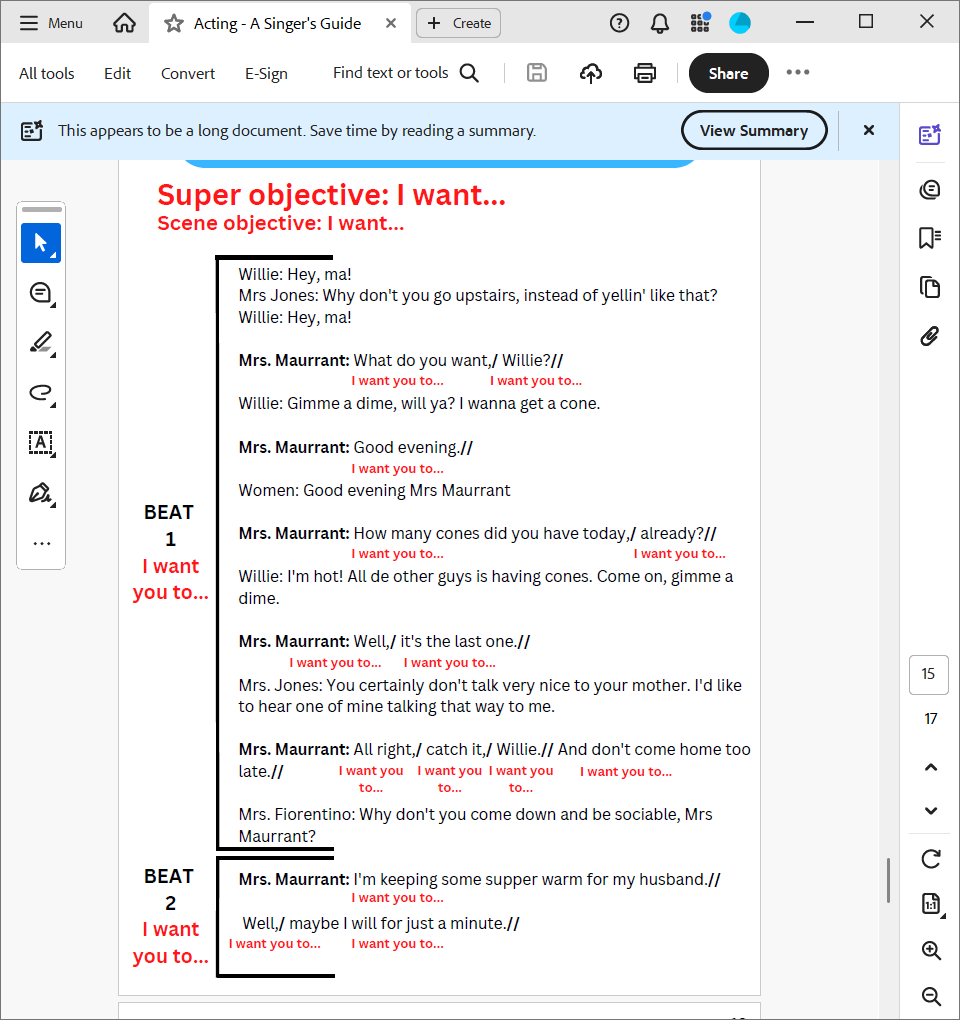 Menu Acting - A Singer's Guide Create
All tools Edit Convert E-Sign Find text or tools Share
This appears to be a long document. Save time by reading a summary. View Summary
Super objective: I want...
Scene objective: I want...
Willie: Hey, ma!
Mrs Jones: Why don't you go upstairs, instead of yellin' like that?
Willie: Hey, ma!
Mrs. Maurrant: What do you want,/ Willie?//
I want you to... I want you to...
Willie: Gimme a dime, will ya? I wanna get a cone.
Mrs. Maurrant: Good evening.//
I want you to...
Women: Good evening Mrs Maurrant
BEAT
1
I want
you to...
Mrs. Maurrant: How many cones did you have today,/ already?//
I want you to... I want you to...
Willie: I'm hot! All de other guys is having cones. Come on, gimme a
dime.
Mrs. Maurrant: Well,/ it's the last one.//
I want you to... I want you to...
Mrs. Jones: You certainly don't talk very nice to your mother. I'd like
to hear one of mine talking that way to me.
Mrs. Maurrant: All right,/ catch it,/ Willie.// And don't come home too
late.// I want you I want you I want you I want you to...
to... to... to...
Mrs. Fiorentino: Why don't you come down and be sociable, Mrs
Maurrant?
BEAT
2
I want
you to...
Mrs. Maurrant: I'm keeping some supper warm for my husband.//
I want you to...
Well,/ maybe I will for just a minute.//
I want you to... I want you to...
15
17
1:1